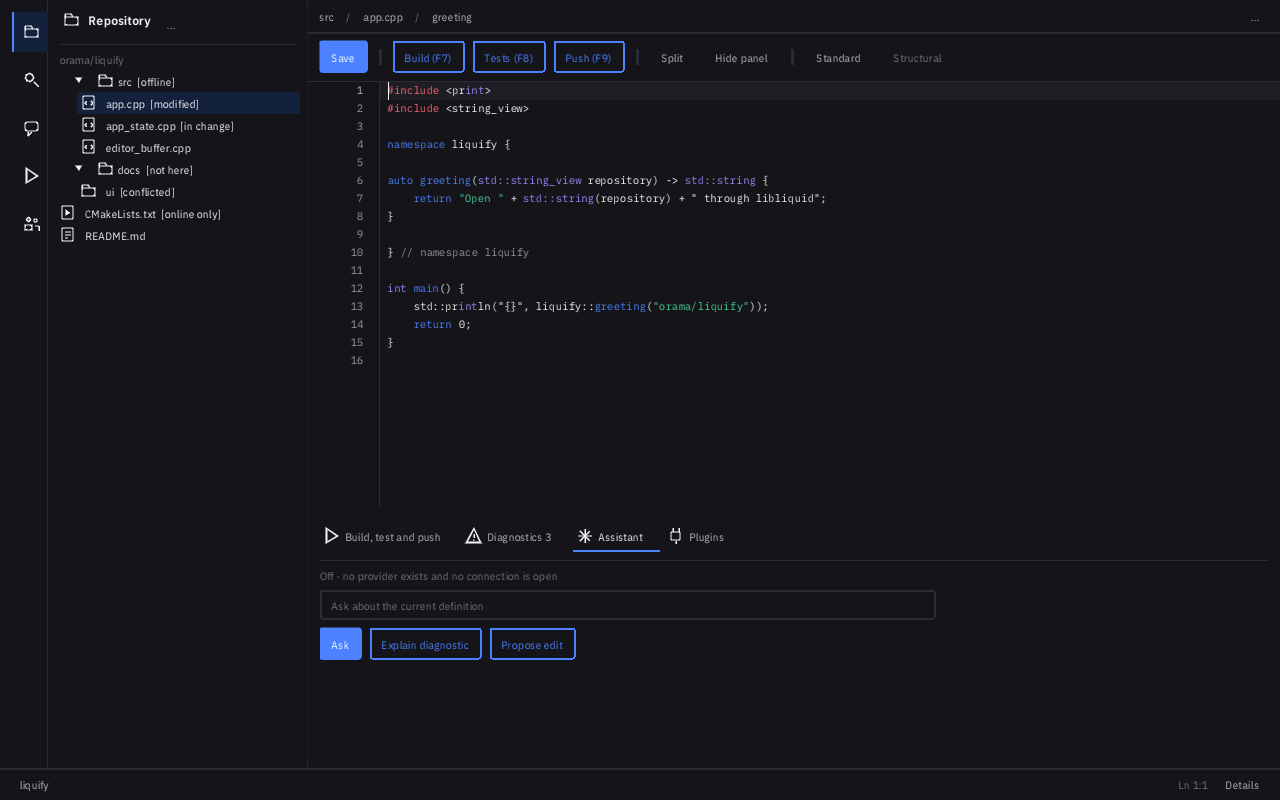 Repository ...
orama/liquify
src [offline]
app.cpp [modified]
app_state.cpp [in change]
editor_buffer.cpp
docs [not here]
ui [conflicted]
CMakeLists.txt [online only]
README.md
src / app.cpp / greeting ...
Save Build (F7) Tests (F8) Push (F9) Split Hide panel Standard Structural
1 #include <print>
2 #include <string_view>
3
4 namespace liquify {
5
6 auto greeting(std::string_view repository) -> std::string {
7     return "Open " + std::string(repository) + " through libliquid";
8 }
9
10 } // namespace liquify
11
12 int main() {
13     std::println("{}", liquify::greeting("orama/liquify"));
14     return 0;
15 }
16
Build, test and push Diagnostics 3 Assistant Plugins
Off · no provider exists and no connection is open
Ask about the current definition
Ask Explain diagnostic Propose edit
liquify Ln 1:1 Details